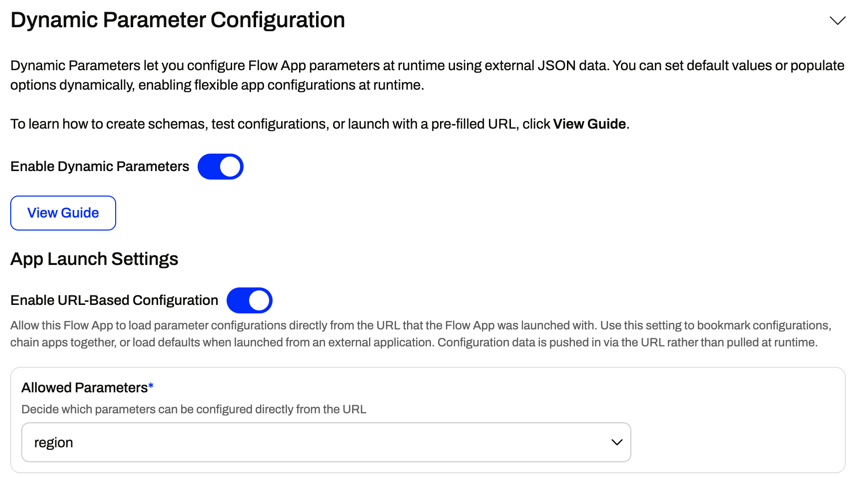 Dynamic Parameter Configuration
Dynamic Parameters let you configure Flow App parameters at runtime using external JSON data. You can set default values or populate
options dynamically, enabling flexible app configurations at runtime.
To learn how to create schemas, test configurations, or launch with a pre-filled URL, click View Guide.
Enable Dynamic Parameters
View Guide
App Launch Settings
Enable URL-Based Configuration
Allow this Flow App to load parameter configurations directly from the URL that the Flow App was launched with. Use this setting to bookmark configurations,
chain apps together, or load defaults when launched from an external application. Configuration data is pushed in via the URL rather than pulled at runtime.
Allowed Parameters*
Decide which parameters can be configured directly from the URL
region